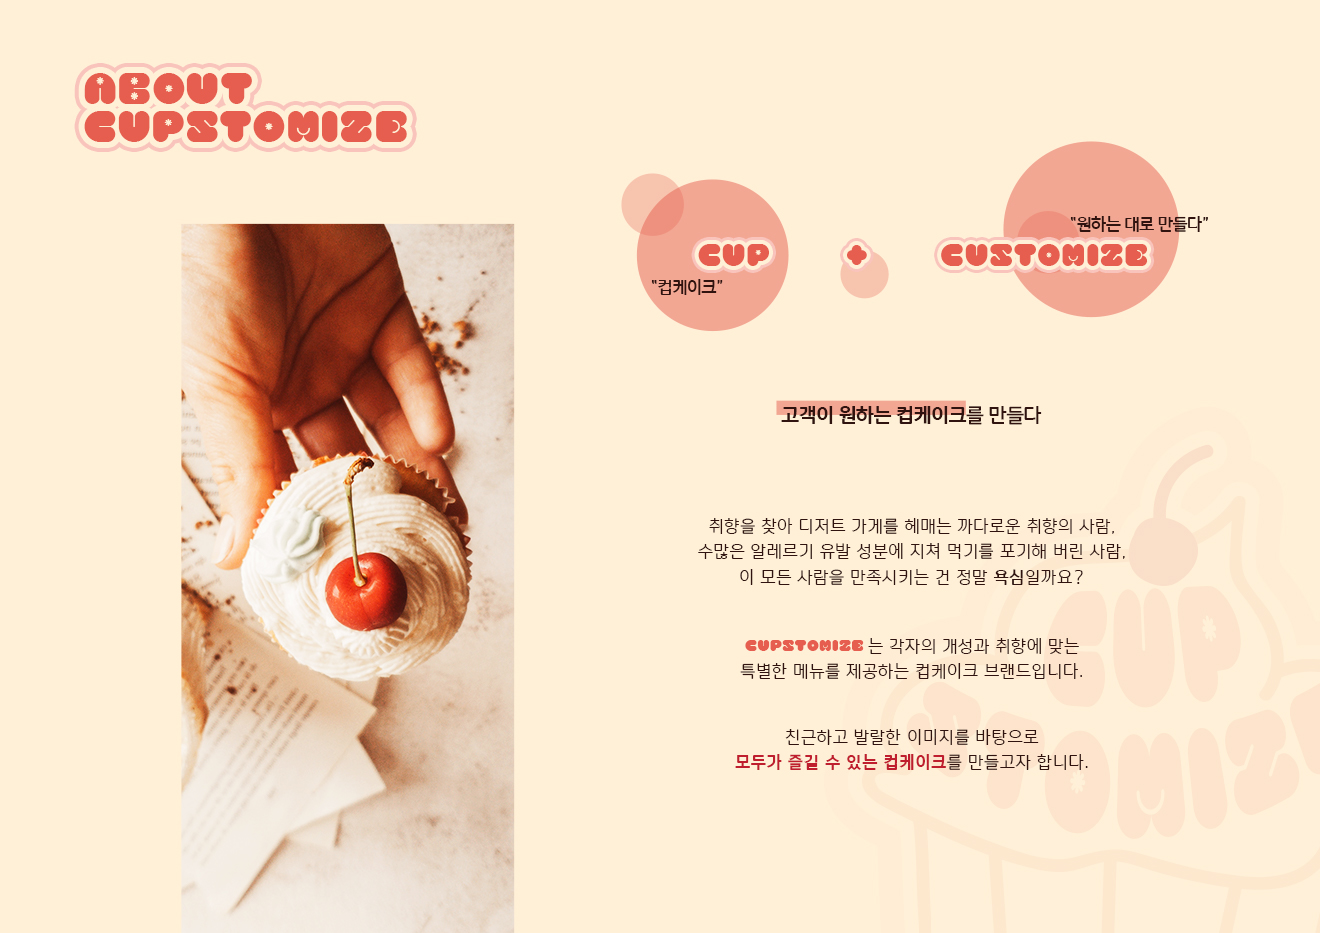 ABOUT
CUPSTOMIZE
CUP
"컵케이크"
+
CUSTOMIZE
"원하는 대로 만들다"
고객이 원하는 컵케이크를 만들다
취향을 찾아 디저트 가게를 헤매는 까다로운 취향의 사람,
수많은 알레르기 유발 성분에 지쳐 먹기를 포기해 버린 사람,
이 모든 사람을 만족시키는 건 정말 욕심일까요?
CUPSTOMIZE 는 각자의 개성과 취향에 맞는
특별한 메뉴를 제공하는 컵케이크 브랜드입니다.
친근하고 발랄한 이미지를 바탕으로
모두가 즐길 수 있는 컵케이크를 만들고자 합니다.
CUP
STOMIZE